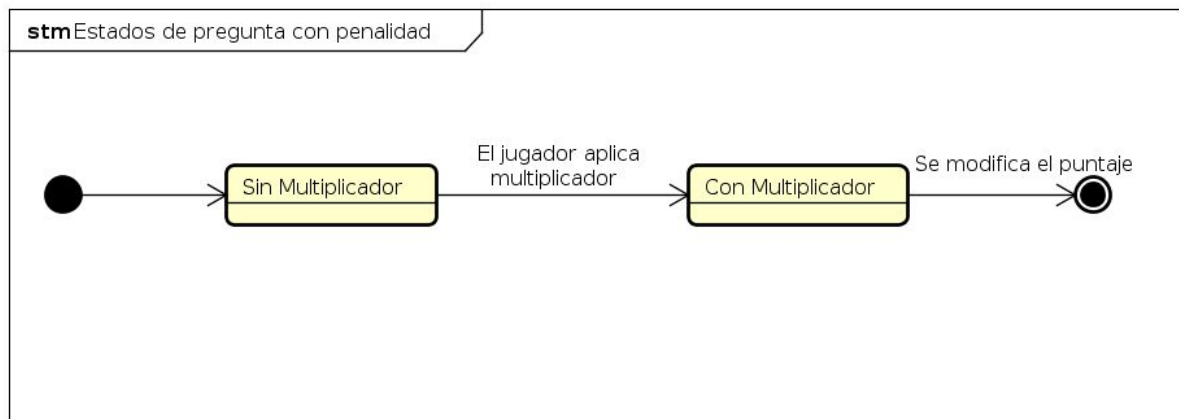 stm Estados de pregunta con penalidad
El jugador aplica
multiplicador
Se modifica el puntaje
Sin Multiplicador
Con Multiplicador